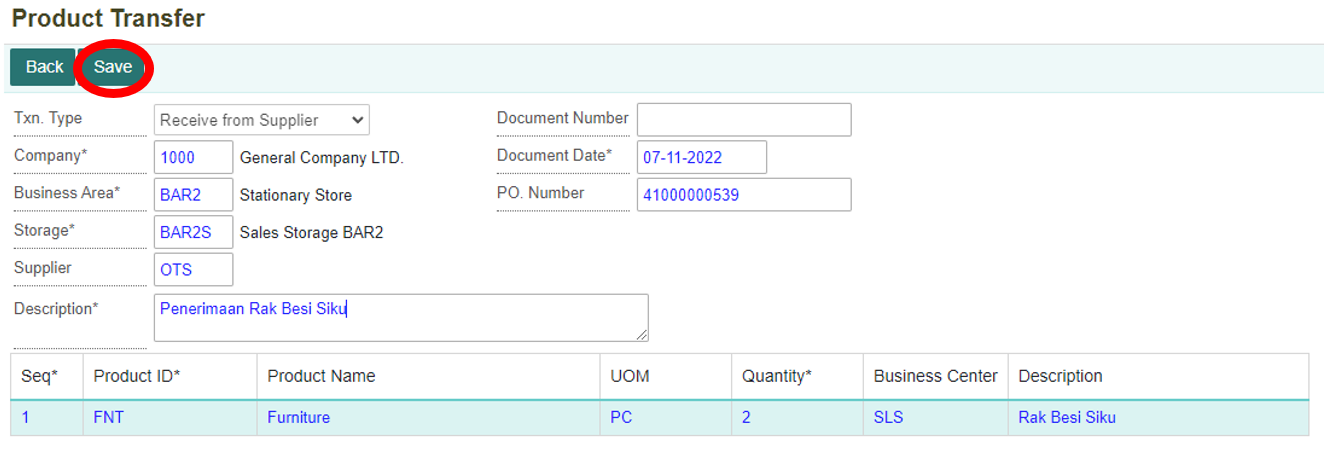 Product Transfer
Back Save
Txn. Type Receive from Supplier Document Number
Company* 1000 General Company LTD. Document Date* 07-11-2022
Business Area* BAR2 Stationary Store PO. Number 41000000539
Storage* BAR2S Sales Storage BAR2
Supplier OTS
Description* Penerimaan Rak Besi Siku
Seq* Product ID* Product Name UOM Quantity* Business Center Description
1 FNT Furniture PC 2 SLS Rak Besi Siku